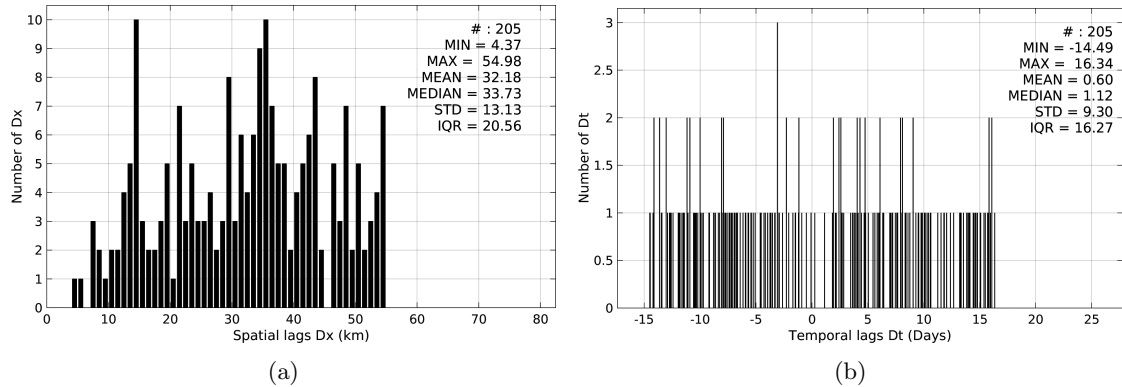 10
9
8
7
6
5
4
3
2
1
0
Number of Dx
# : 205
MIN = 4.37
MAX = 54.98
MEAN = 32.18
MEDIAN = 33.73
STD = 13.13
IQR = 20.56
0 10 20 30 40 50 60 70 80
Spatial lags Dx (km)
(a)
3
2.5
2
1.5
1
0.5
0
Number of Dt
# : 205
MIN = -14.49
MAX = 16.34
MEAN = 0.60
MEDIAN = 1.12
STD = 9.30
IQR = 16.27
-15 -10 -5 0 5 10 15 20 25
Temporal lags Dt (Days)
(b)